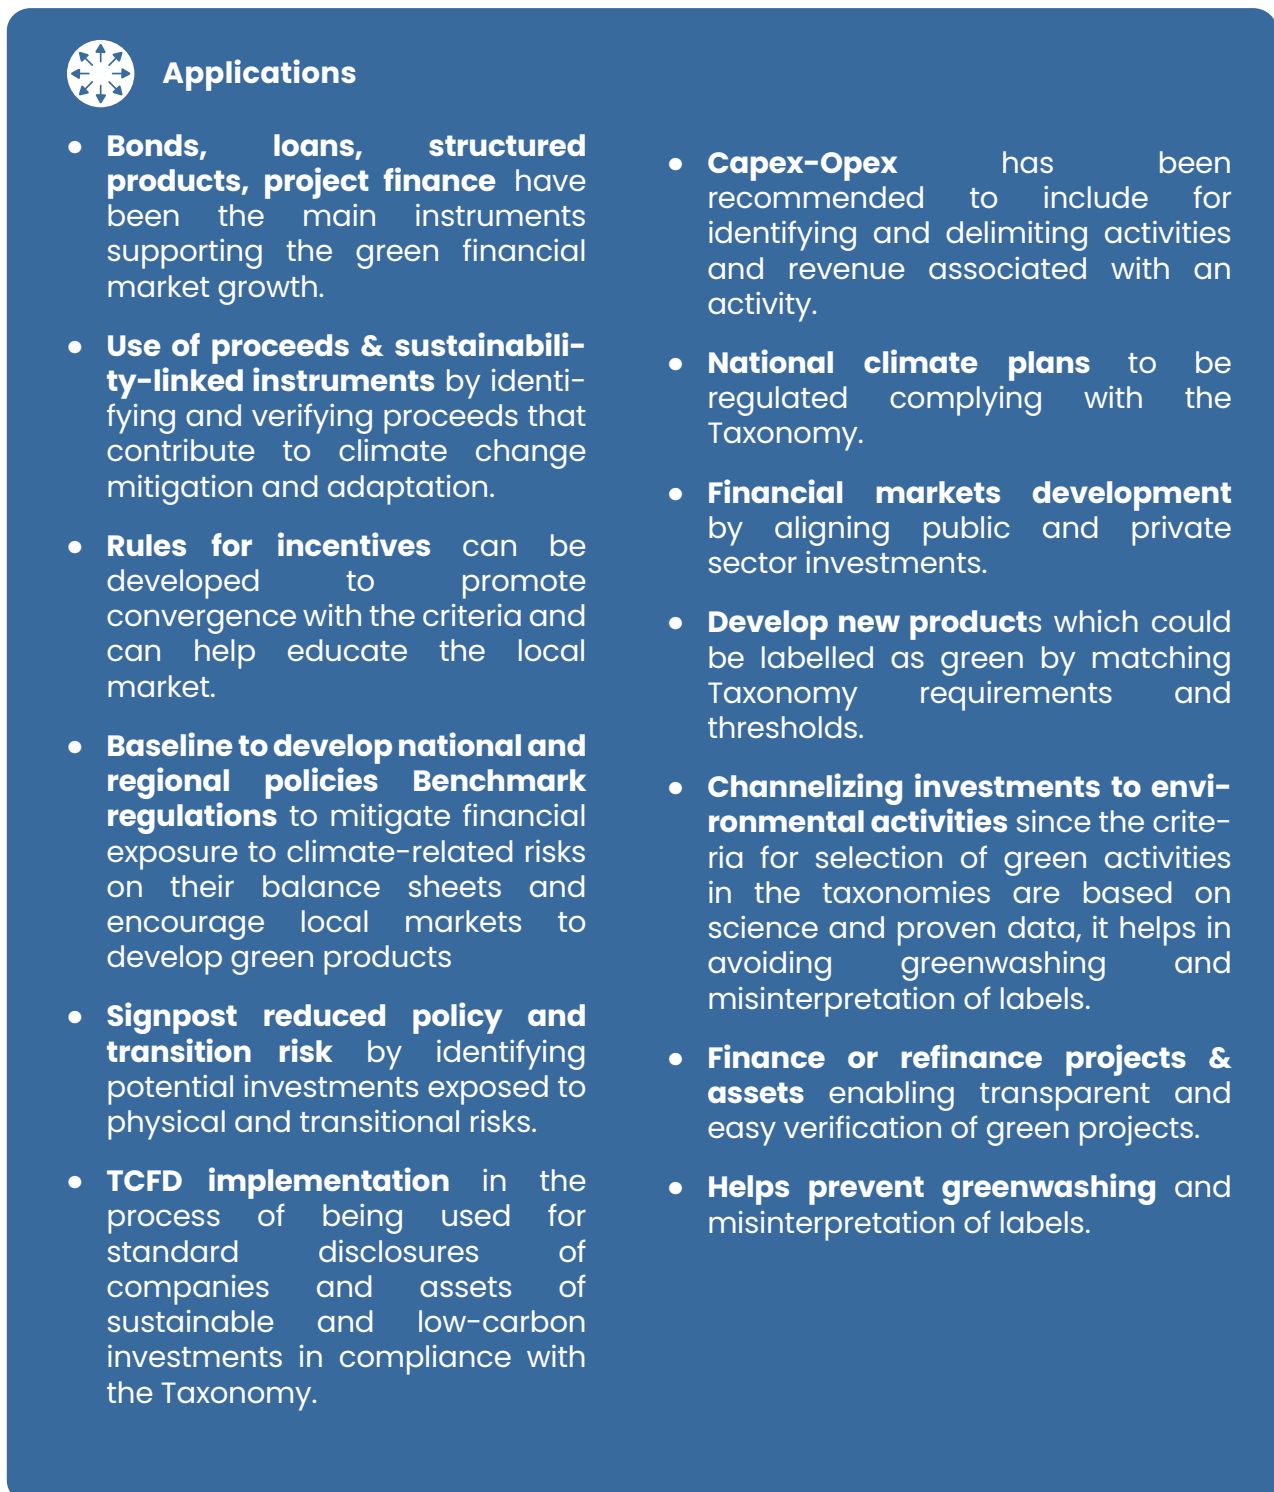 Applications
● Bonds, loans, structured
products, project finance have
been the main instruments
supporting the green financial
market growth.
● Use of proceeds & sustainabili-
ty-linked instruments by identi-
fying and verifying proceeds that
contribute to climate change
mitigation and adaptation.
● Rules for incentives can be
developed to promote
convergence with the criteria and
can help educate the local
market.
● Baseline to develop national and
regional policies Benchmark
regulations to mitigate financial
exposure to climate-related risks
on their balance sheets and
encourage local markets to
develop green products
● Signpost reduced policy and
transition risk by identifying
potential investments exposed to
physical and transitional risks.
● TCFD implementation in the
process of being used for
standard disclosures of
companies and assets of
sustainable and low-carbon
investments in compliance with
the Taxonomy.
● Capex-Opex has been
recommended to include for
identifying and delimiting activities
and revenue associated with an
activity.
● National climate plans to be
regulated complying with the
Taxonomy.
● Financial markets development
by aligning public and private
sector investments.
● Develop new products which could
be labelled as green by matching
Taxonomy requirements and
thresholds.
● Channelizing investments to envi-
ronmental activities since the crite-
ria for selection of green activities
in the taxonomies are based on
science and proven data, it helps in
avoiding greenwashing and
misinterpretation of labels.
● Finance or refinance projects &
assets enabling transparent and
easy verification of green projects.
● Helps prevent greenwashing and
misinterpretation of labels.